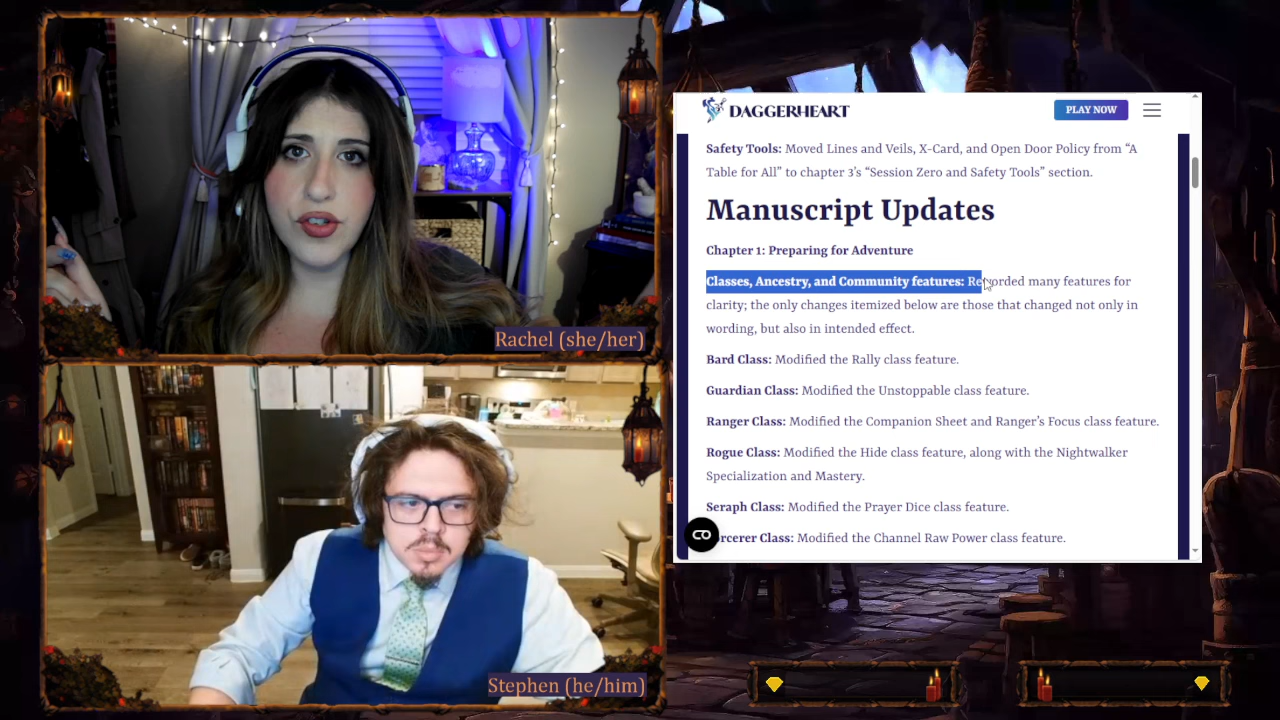 Rachel (she/her)
Stephen (he/him)
DAGGERHEART
PLAY NOW
Safety Tools: Moved Lines and Veils, X-Card, and Open Door Policy from “A
Table for All” to chapter 3’s “Session Zero and Safety Tools” section.
Manuscript Updates
Chapter 1: Preparing for Adventure
Classes, Ancestry, and Community features: Reworded many features for
clarity; the only changes itemized below are those that changed not only in
wording, but also in intended effect.
Bard Class: Modified the Rally class feature.
Guardian Class: Modified the Unstoppable class feature.
Ranger Class: Modified the Companion Sheet and Ranger’s Focus class feature.
Rogue Class: Modified the Hide class feature, along with the Nightwalker
Specialization and Mastery.
Seraph Class: Modified the Prayer Dice class feature.
Sorcerer Class: Modified the Channel Raw Power class feature.